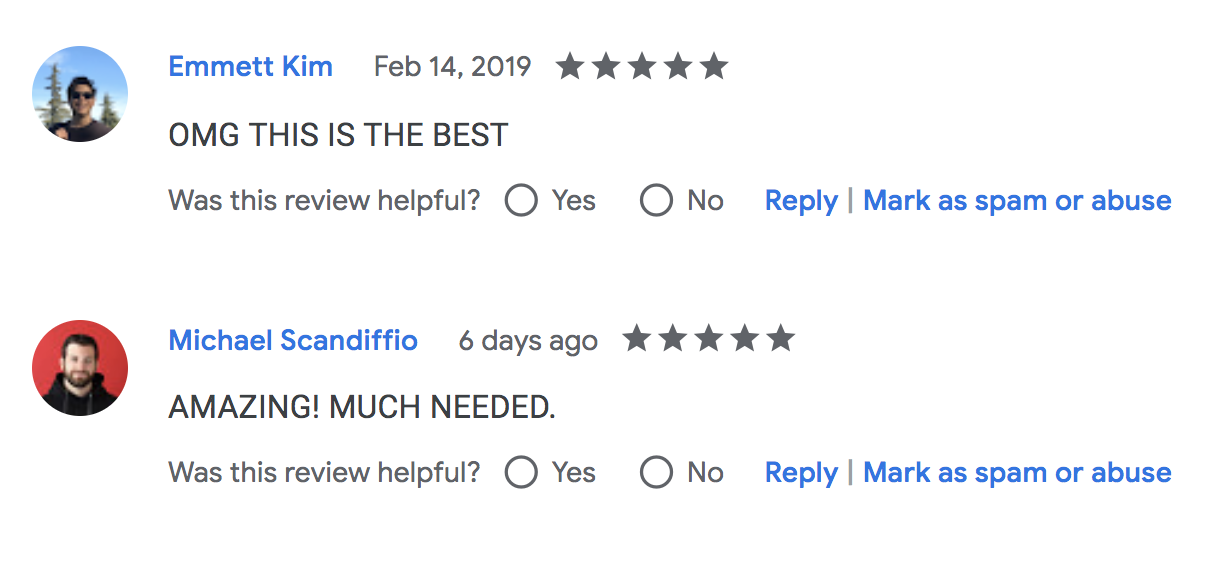 Emmett Kim Feb 14, 2019
OMG THIS IS THE BEST
Was this review helpful? Yes No Reply | Mark as spam or abuse
Michael Scandiffio 6 days ago
AMAZING! MUCH NEEDED.
Was this review helpful? Yes No Reply | Mark as spam or abuse